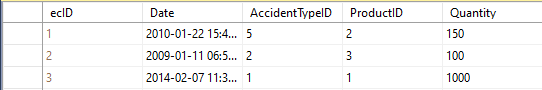 ecID Date AccidentTypeID ProductID Quantity
1 2010-01-22 15:4... 5 2 150
2 2009-01-11 06:5... 2 3 100
3 2014-02-07 11:3... 1 1 1000